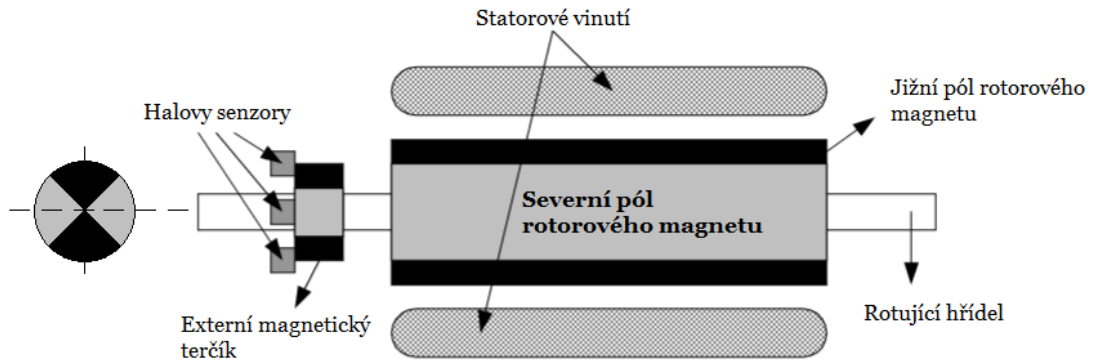 Statorové vinutí
Halovy senzory
Jižní pól rotorového
magnetu
Severní pól
rotorového magnetu
Externí magnetický
terčík
Rotující hřídel